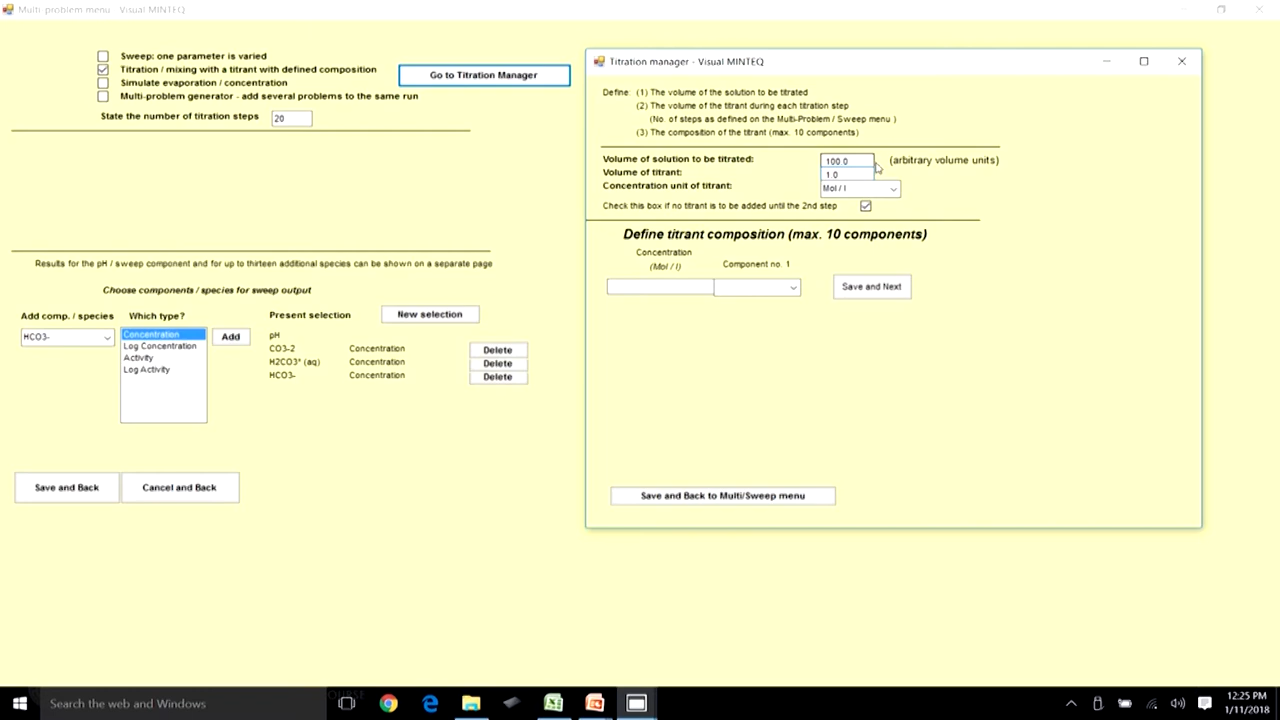 Multi-problem menu - Visual MINTEQ
Sweep: one parameter is varied
Titration / mixing with a titrant with defined composition
Go to Titration Manager
Simulate evaporation / concentration
Multi-problem generator - add several problems to the same run
State the number of titration steps 20
Results for the pH / sweep component and for up to thirteen additional species can be shown on a separate page
Choose components / species for sweep output
Add comp. / species Which type? Present selection New selection
HCO3- Concentration Add pH
Log Concentration CO3-2 Concentration Delete
Activity H2CO3* (aq) Concentration Delete
Log Activity HCO3- Concentration Delete
Save and Back Cancel and Back
Titration manager - Visual MINTEQ
Define: (1) The volume of the solution to be titrated
(2) The volume of the titrant during each titration step
(No. of steps as defined on the Multi-Problem / Sweep menu )
(3) The composition of the titrant (max. 10 components)
Volume of solution to be titrated: 100.0 (arbitrary volume units)
Volume of titrant: 1.0
Concentration unit of titrant: Mol / l
Check this box if no titrant is to be added until the 2nd step
Define titrant composition (max. 10 components)
Concentration
(Mol / l) Component no. 1
Save and Next
Save and Back to Multi/Sweep menu
Search the web and Windows
12:25 PM
1/11/2018